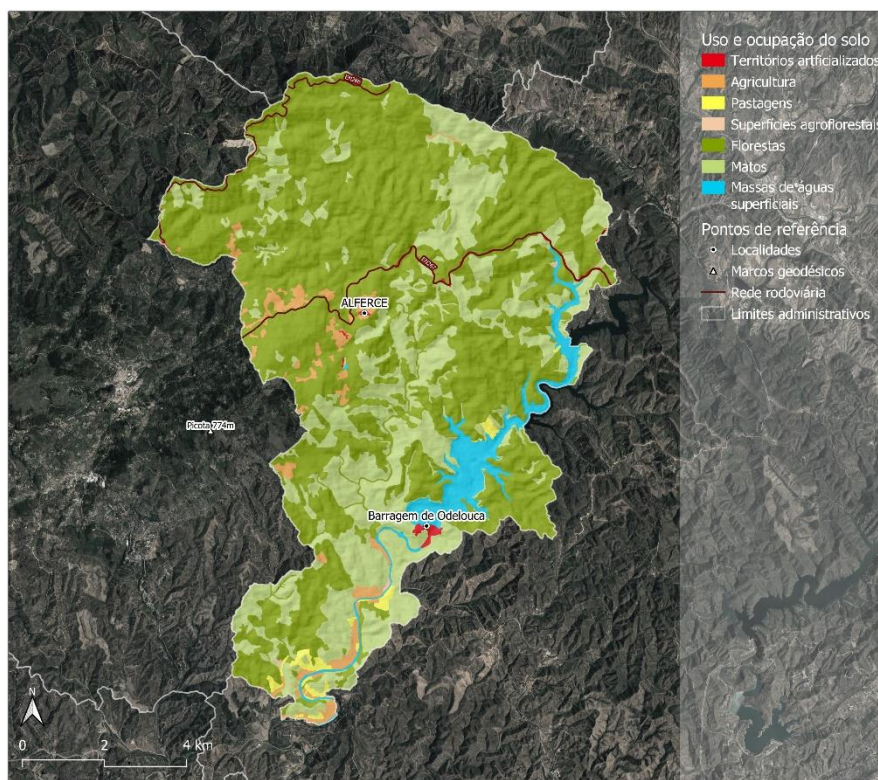 Uso e ocupação do solo
Territórios artficializados
Agricultura
Pastagens
Superfícies agroflorestais
Florestas
Matos
Massas de águas
superficiais
Pontos de referência
Localidades
Marcos geodésicos
Rede rodoviária
Limites administrativos
ALFERCE
Picota 774m
Barragem de Odelouca
N
0 2 4 km